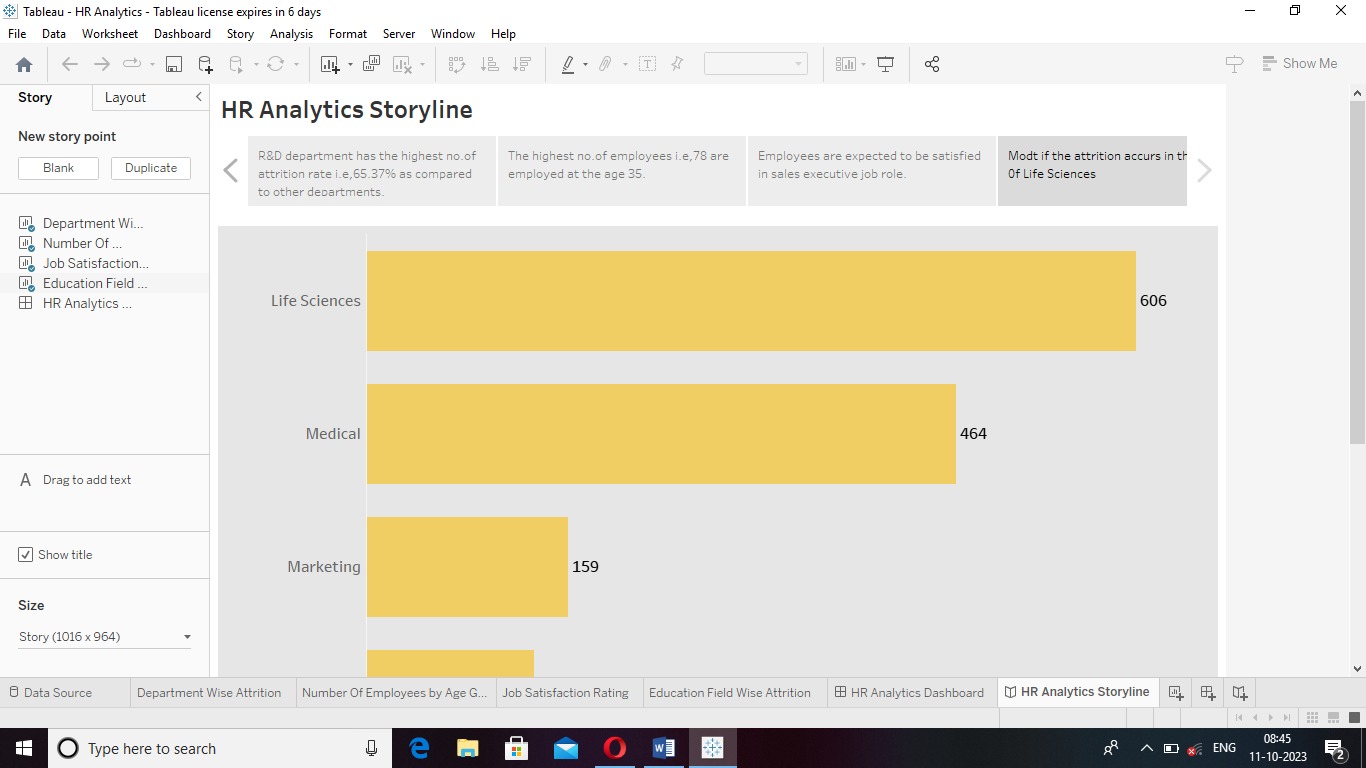 Tableau - HR Analytics - Tableau license expires in 6 days
File Data Worksheet Dashboard Story Analysis Format Server Window Help
Show Me
Story Layout
New story point
Blank Duplicate
Department Wi...
Number Of ...
Job Satisfaction...
Education Field ...
HR Analytics ...
A Drag to add text
Show title
Size
Story (1016 x 964)
HR Analytics Storyline
R&D department has the highest no.of
attrition rate i.e,65.37% as compared
to other departments.
The highest no.of employees i.e,78 are
employed at the age 35.
Employees are expected to be satisfied
in sales executive job role.
Modt if the attrition accurs in th
0f Life Sciences
Life Sciences 606
Medical 464
Marketing 159
Data Source Department Wise Attrition Number Of Employees by Age G... Job Satisfaction Rating Education Field Wise Attrition HR Analytics Dashboard HR Analytics Storyline
Type here to search
ENG
08:45
11-10-2023
2